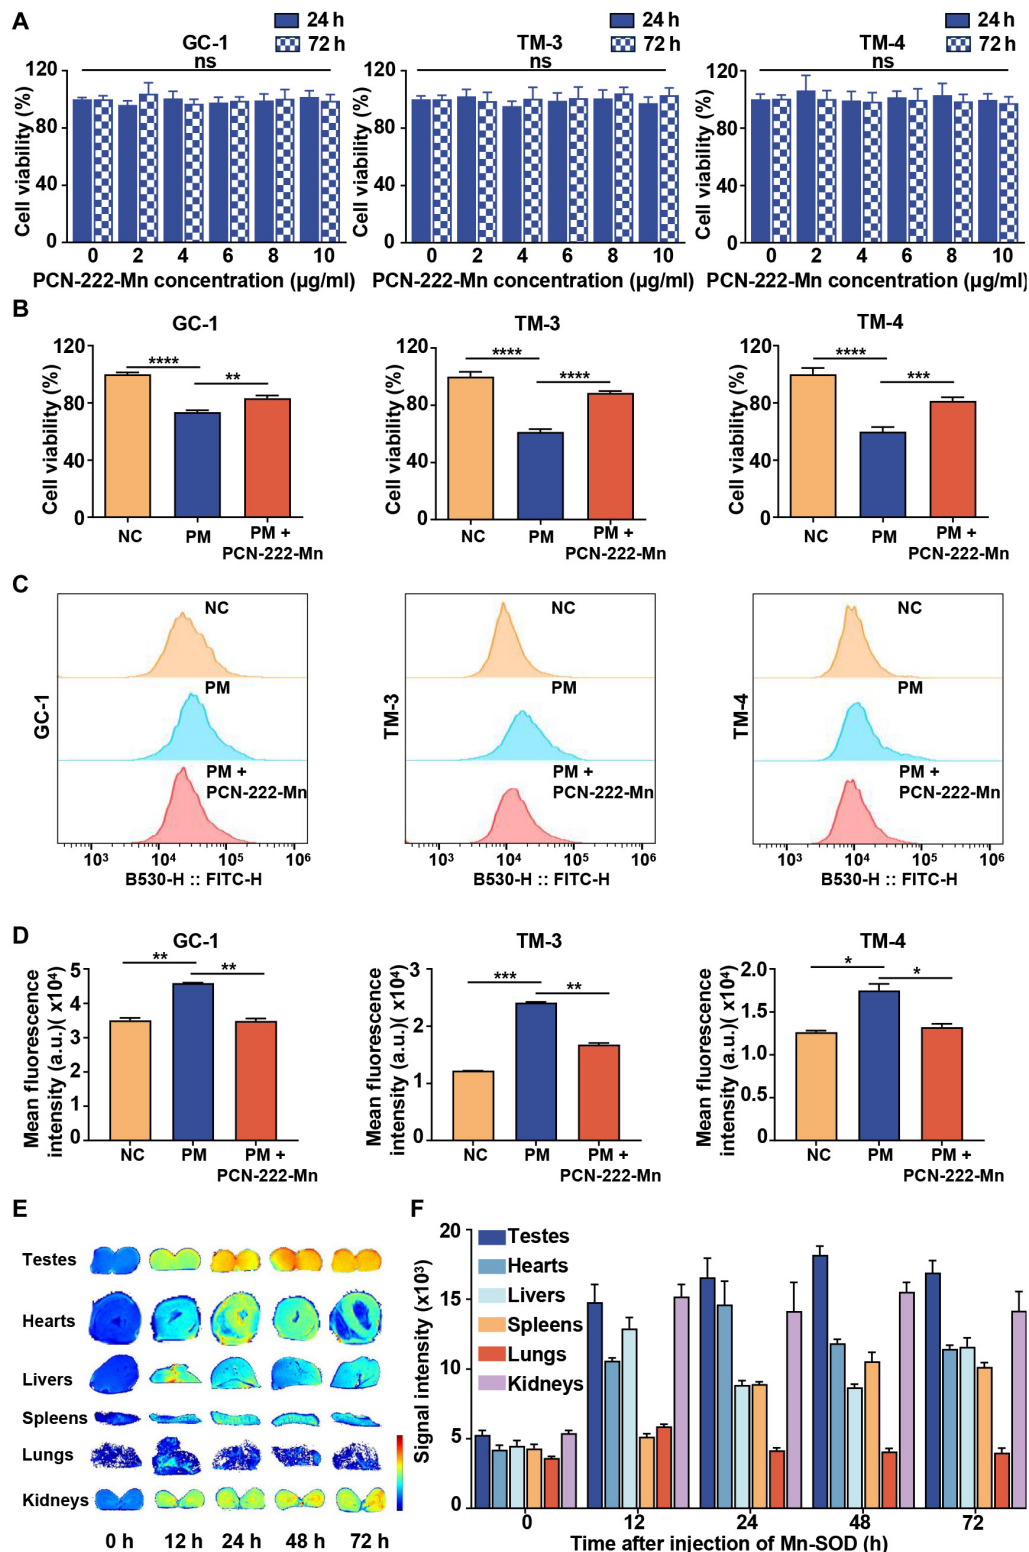 A
24 h
72 h
GC-1
ns
Cell viability (%)
120
80
40
0
0 2 4 6 8 10
PCN-222-Mn concentration (µg/ml)
24 h
72 h
TM-3
ns
Cell viability (%)
120
80
40
0
0 2 4 6 8 10
PCN-222-Mn concentration (µg/ml)
24 h
72 h
TM-4
ns
Cell viability (%)
120
80
40
0
0 2 4 6 8 10
PCN-222-Mn concentration (µg/ml)
B
GC-1
Cell viability (%)
120
80
40
0
****
**
NC PM PM +
PCN-222-Mn
TM-3
Cell viability (%)
120
80
40
0
****
****
NC PM PM +
PCN-222-Mn
TM-4
Cell viability (%)
120
80
40
0
****
***
NC PM PM +
PCN-222-Mn
C
GC-1
NC
PM
PM +
PCN-222-Mn
10³ 10⁴ 10⁵ 10⁶
B530-H :: FITC-H
TM-3
NC
PM
PM +
PCN-222-Mn
10³ 10⁴ 10⁵ 10⁶
B530-H :: FITC-H
TM-4
NC
PM
PM +
PCN-222-Mn
10³ 10⁴ 10⁵ 10⁶
B530-H :: FITC-H
D
GC-1
Mean fluorescence
intensity (a.u.)( x10⁴)
5
4
3
2
1
0
**
**
NC PM PM +
PCN-222-Mn
TM-3
Mean fluorescence
intensity (a.u.)( x10⁴)
3
2
1
0
***
**
NC PM PM +
PCN-222-Mn
TM-4
Mean fluorescence
intensity (a.u.)( x10⁴)
2.0
1.5
1.0
0.5
0
*
*
NC PM PM +
PCN-222-Mn
E
Testes
Hearts
Livers
Spleens
Lungs
Kidneys
0 h 12 h 24 h 48 h 72 h
F
Signal intensity (x10³)
20
15
10
5
0
Testes
Hearts
Livers
Spleens
Lungs
Kidneys
0 12 24 48 72
Time after injection of Mn-SOD (h)